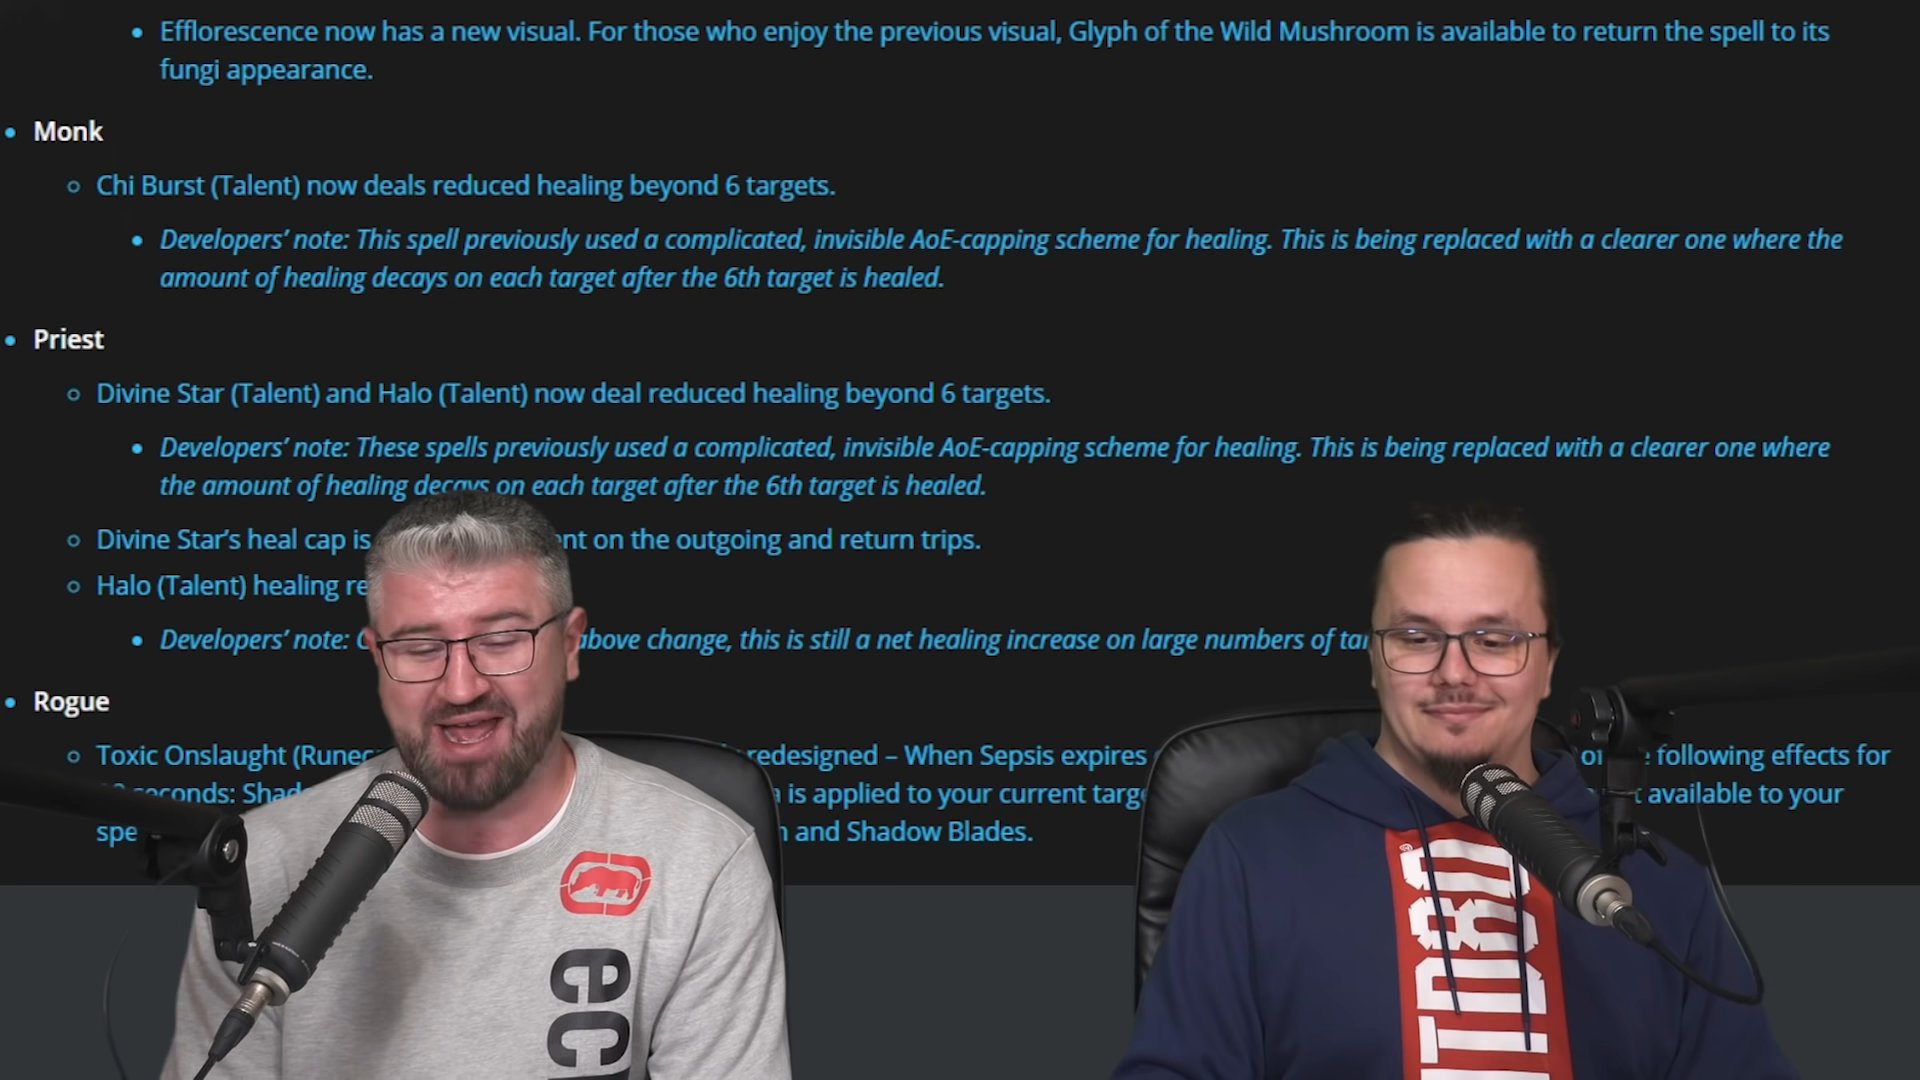 Efflorescence now has a new visual. For those who enjoy the previous visual, Glyph of the Wild Mushroom is available to return the spell to its
fungi appearance.
Monk
Chi Burst (Talent) now deals reduced healing beyond 6 targets.
Developers’ note: This spell previously used a complicated, invisible AoE-capping scheme for healing. This is being replaced with a clearer one where the
amount of healing decays on each target after the 6th target is healed.
Priest
Divine Star (Talent) and Halo (Talent) now deal reduced healing beyond 6 targets.
Developers’ note: These spells previously used a complicated, invisible AoE-capping scheme for healing. This is being replaced with a clearer one where
the amount of healing decays on each target after the 6th target is healed.
Divine Star’s heal cap is on the outgoing and return trips.
Halo (Talent) healing
Developers’ note: above change, this is still a net healing increase on large numbers of
Rogue
Toxic Onslaught redesigned – When Sepsis expires following effects for
seconds: is applied to your current available to your
and Shadow Blades.
ecko